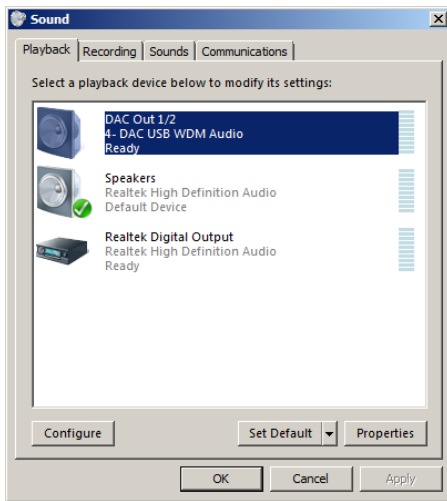 Sound
Playback Recording Sounds Communications
Select a playback device below to modify its settings:
DAC Out 1/2
4- DAC USB WDM Audio
Ready
Speakers
Realtek High Definition Audio
Default Device
Realtek Digital Output
Realtek High Definition Audio
Ready
Configure Set Default Properties
OK Cancel Apply